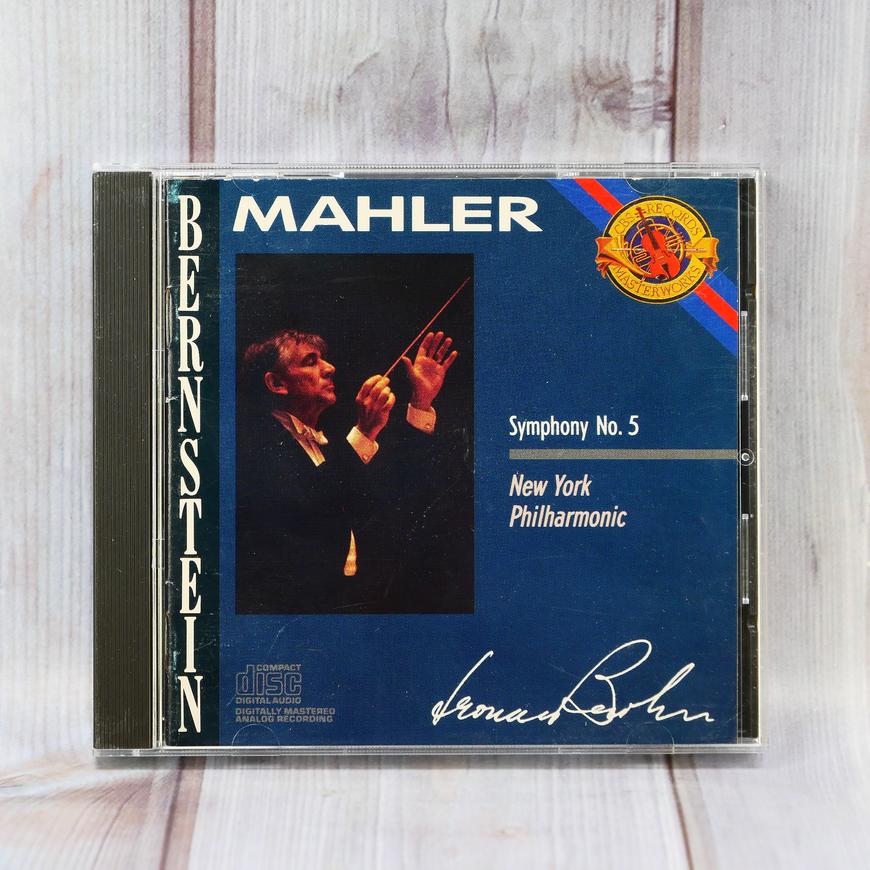 BERNSTEIN
MAHLER
CBS RECORDS
MASTERWORKS
Symphony No. 5
New York
Philharmonic
COMPACT
disc
DIGITAL AUDIO
DIGITALLY MASTERED
ANALOG RECORDING
Leonard Bernstein